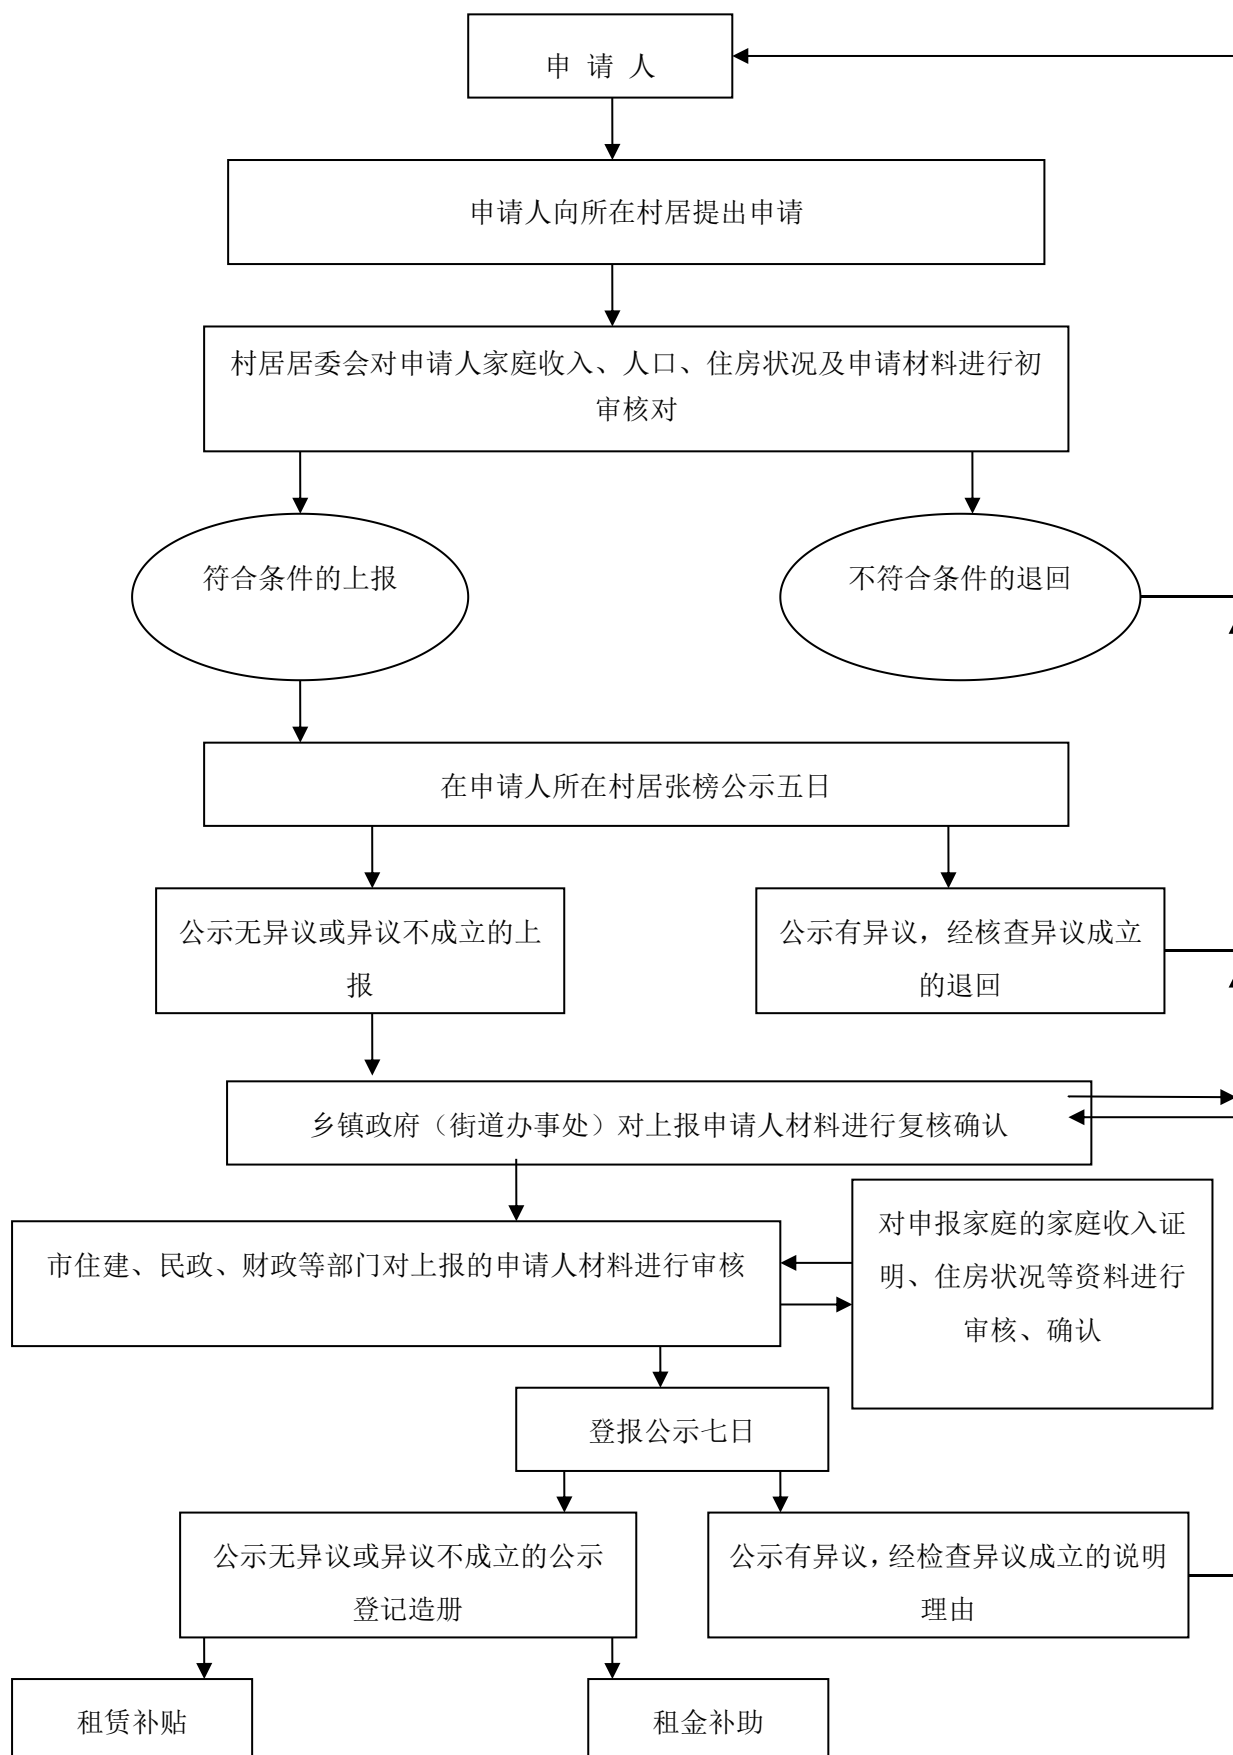 申 请 人
申请人向所在村居提出申请
村居居委会对申请人家庭收入、人口、住房状况及申请材料进行初
审核对
符合条件的上报
不符合条件的退回
在申请人所在村居张榜公示五日
公示无异议或异议不成立的上
报
公示有异议，经核查异议成立
的退回
乡镇政府（街道办事处）对上报申请人材料进行复核确认
市住建、民政、财政等部门对上报的申请人材料进行审核
对申报家庭的家庭收入证
明、住房状况等资料进行
审核、确认
登报公示七日
公示无异议或异议不成立的公示
登记造册
公示有异议，经检查异议成立的说明
理由
租赁补贴
租金补助